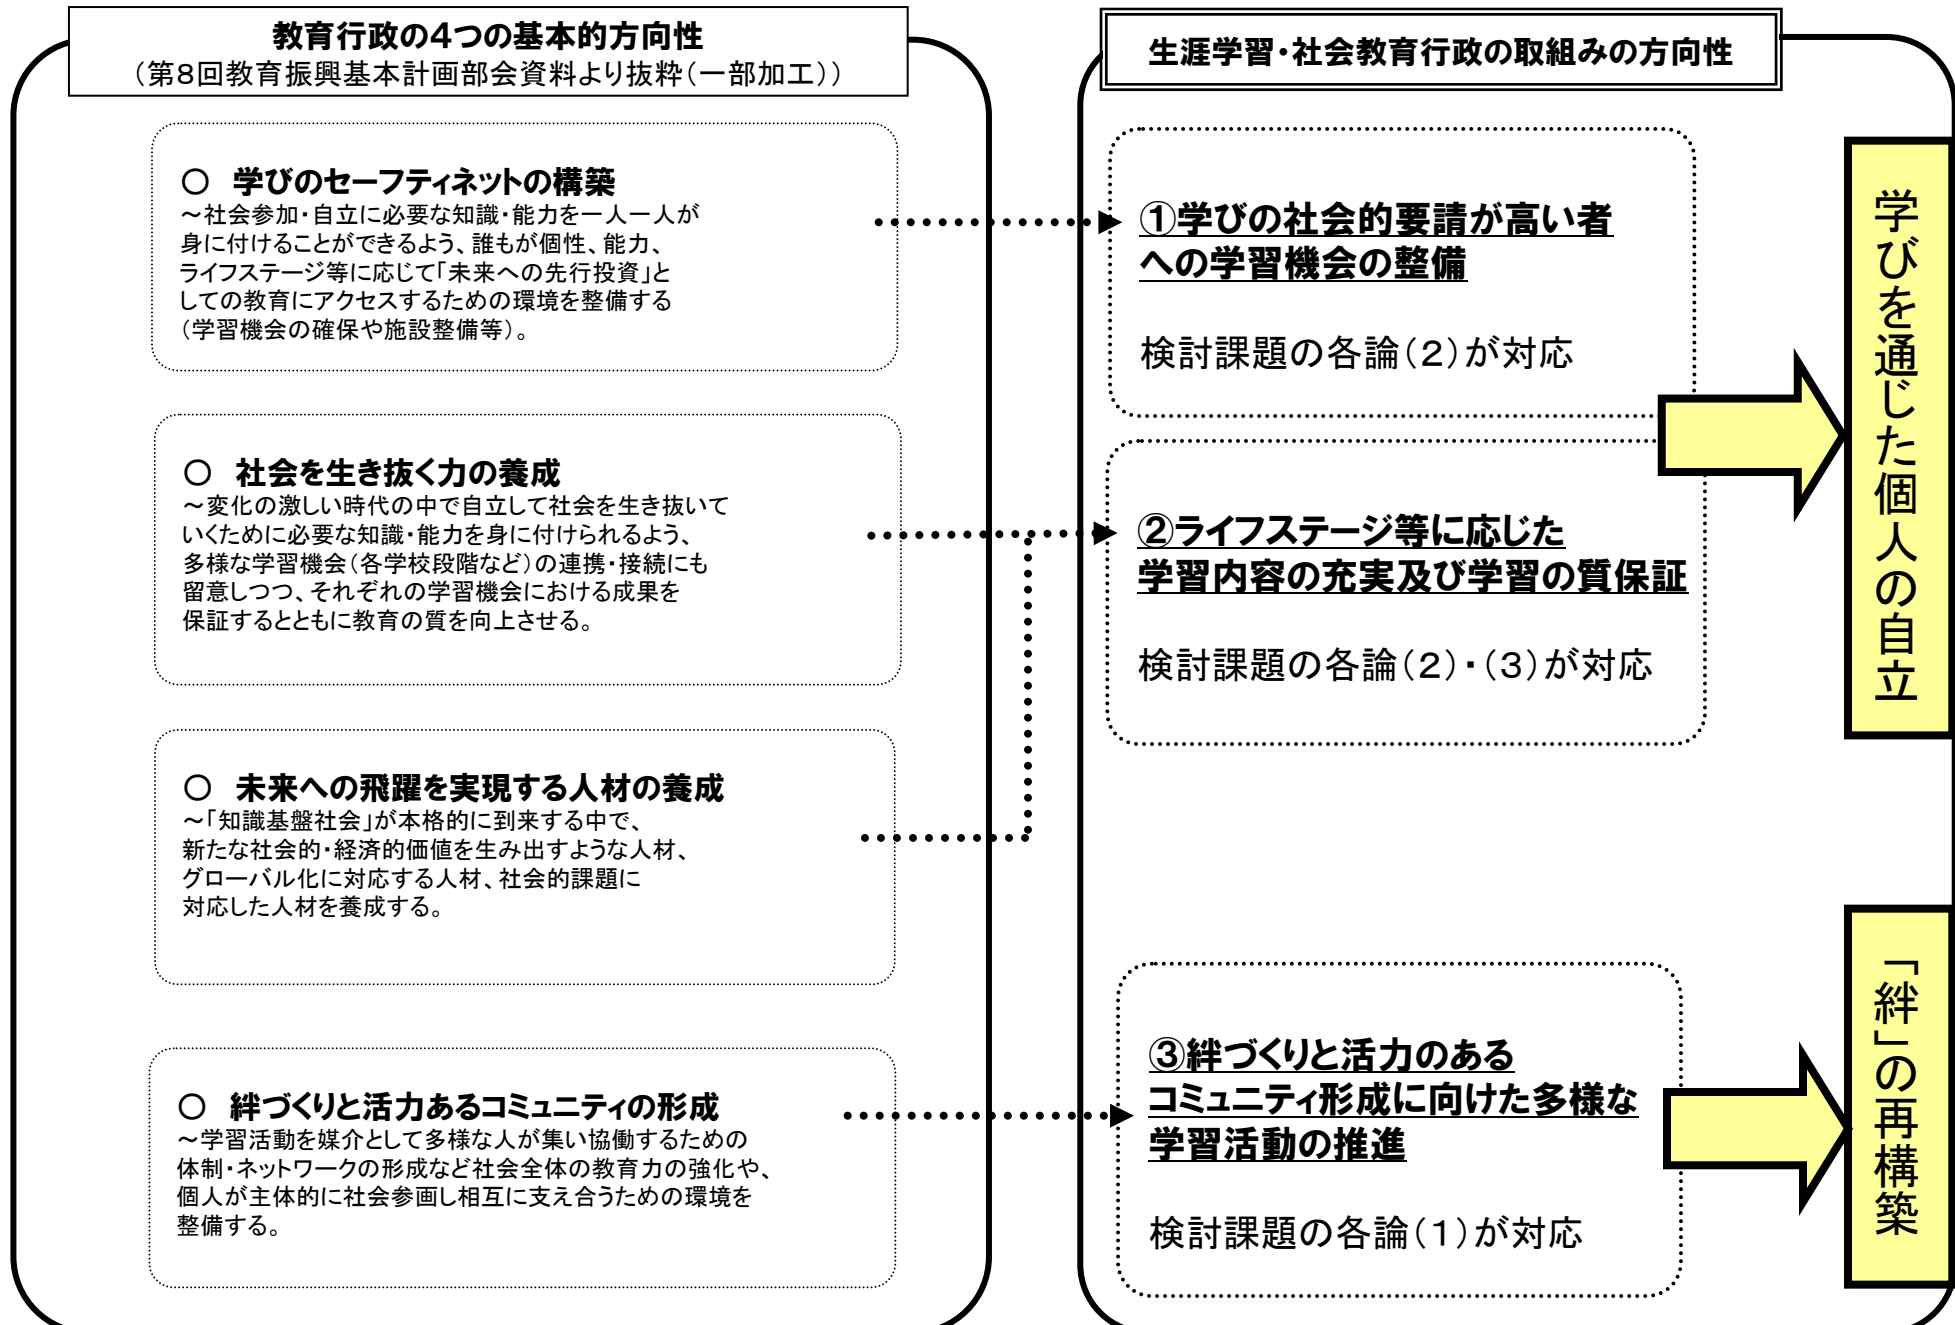 教育行政の4つの基本的方向性
（第8回教育振興基本計画部会資料より抜粋（一部加工））
○　学びのセーフティネットの構築
～社会参加・自立に必要な知識・能力を一人一人が
身に付けることができるよう、誰もが個性、能力、
ライフステージ等に応じて「未来への先行投資」と
しての教育にアクセスするための環境を整備する
（学習機会の確保や施設整備等）。
○　社会を生き抜く力の養成
～変化の激しい時代の中で自立して社会を生き抜いて
いくために必要な知識・能力を身に付けられるよう、
多様な学習機会（各学校段階など）の連携・接続にも
留意しつつ、それぞれの学習機会における成果を
保証するとともに教育の質を向上させる。
○　未来への飛躍を実現する人材の養成
～「知識基盤社会」が本格的に到来する中で、
新たな社会的・経済的価値を生み出すような人材、
グローバル化に対応する人材、社会的課題に
対応した人材を養成する。
○　絆づくりと活力あるコミュニティの形成
～学習活動を媒介として多様な人が集い協働するための
体制・ネットワークの形成など社会全体の教育力の強化や、
個人が主体的に社会参画し相互に支え合うための環境を
整備する。
生涯学習・社会教育行政の取組みの方向性
①学びの社会的要請が高い者
への学習機会の整備
検討課題の各論（2）が対応
②ライフステージ等に応じた
学習内容の充実及び学習の質保証
検討課題の各論（2）・（3）が対応
③絆づくりと活力のある
コミュニティ形成に向けた多様な
学習活動の推進
検討課題の各論（1）が対応
学びを通じた個人の自立
「絆」の再構築